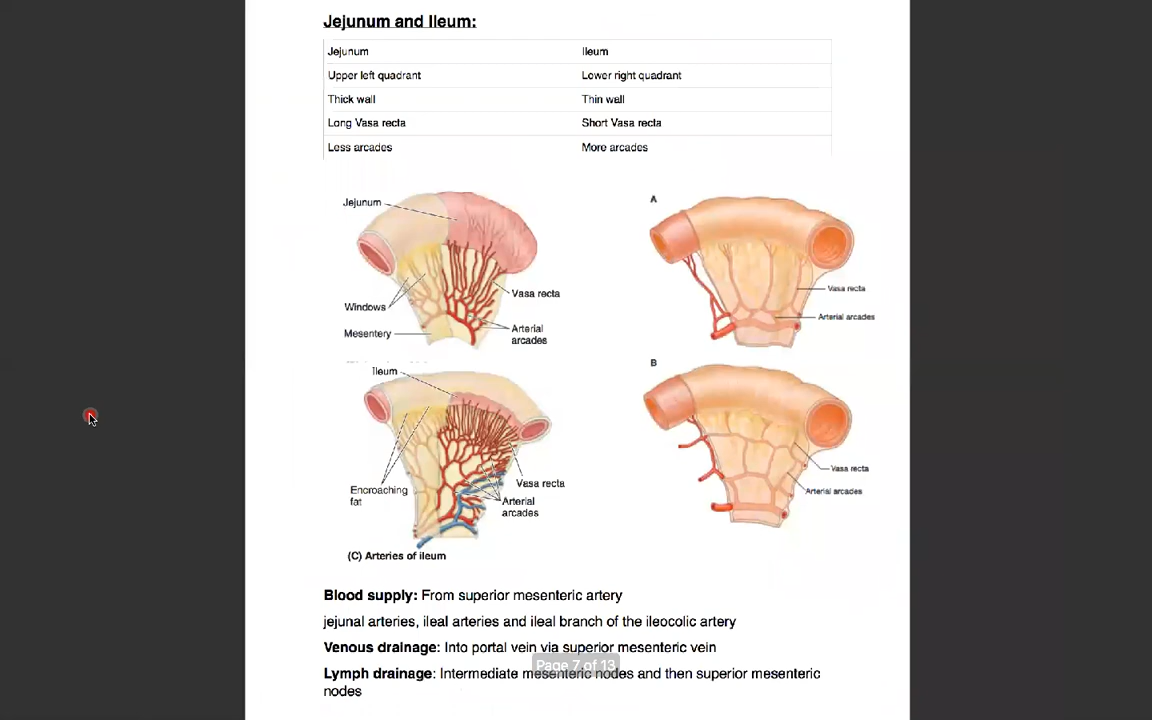 Jejunum and Ileum:
Jejunum Ileum
Upper left quadrant Lower right quadrant
Thick wall Thin wall
Long Vasa recta Short Vasa recta
Less arcades More arcades
Jejunum
Windows
Mesentery
Vasa recta
Arterial
arcades
A
Vasa recta
Arterial arcades
Ileum
Encroaching
fat
Vasa recta
Arterial
arcades
(C) Arteries of ileum
B
Vasa recta
Arterial arcades
Blood supply: From superior mesenteric artery
jejunal arteries, ileal arteries and ileal branch of the ileocolic artery
Venous drainage: Into portal vein via superior mesenteric vein
Page 7 of 13
Lymph drainage: Intermediate mesenteric nodes and then superior mesenteric
nodes